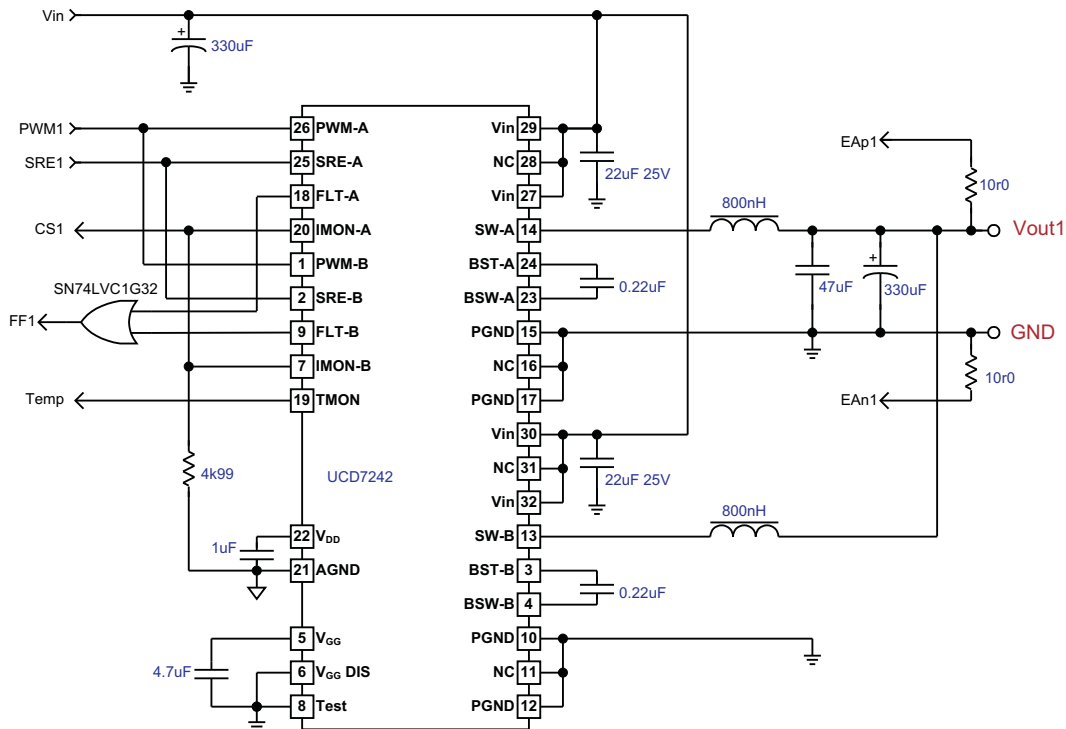 Vin
330uF
PWM1
26 PWM-A
Vin 29
SRE1
25 SRE-A
NC 28
22uF 25V
EAp1
10r0
18 FLT-A
Vin 27
CS1
20 IMON-A
SW-A 14
800nH
Vout1
1 PWM-B
BST-A 24
0.22uF
47uF
330uF
SN74LVC1G32
2 SRE-B
BSW-A 23
FF1
9 FLT-B
PGND 15
GND
7 IMON-B
NC 16
10r0
Temp
19 TMON
PGND 17
EAn1
Vin 30
4k99
UCD7242
NC 31
22uF 25V
Vin 32
800nH
1uF
22 VDD
SW-B 13
21 AGND
BST-B 3
0.22uF
BSW-B 4
5 VGG
PGND 10
4.7uF
6 VGG DIS
NC 11
8 Test
PGND 12